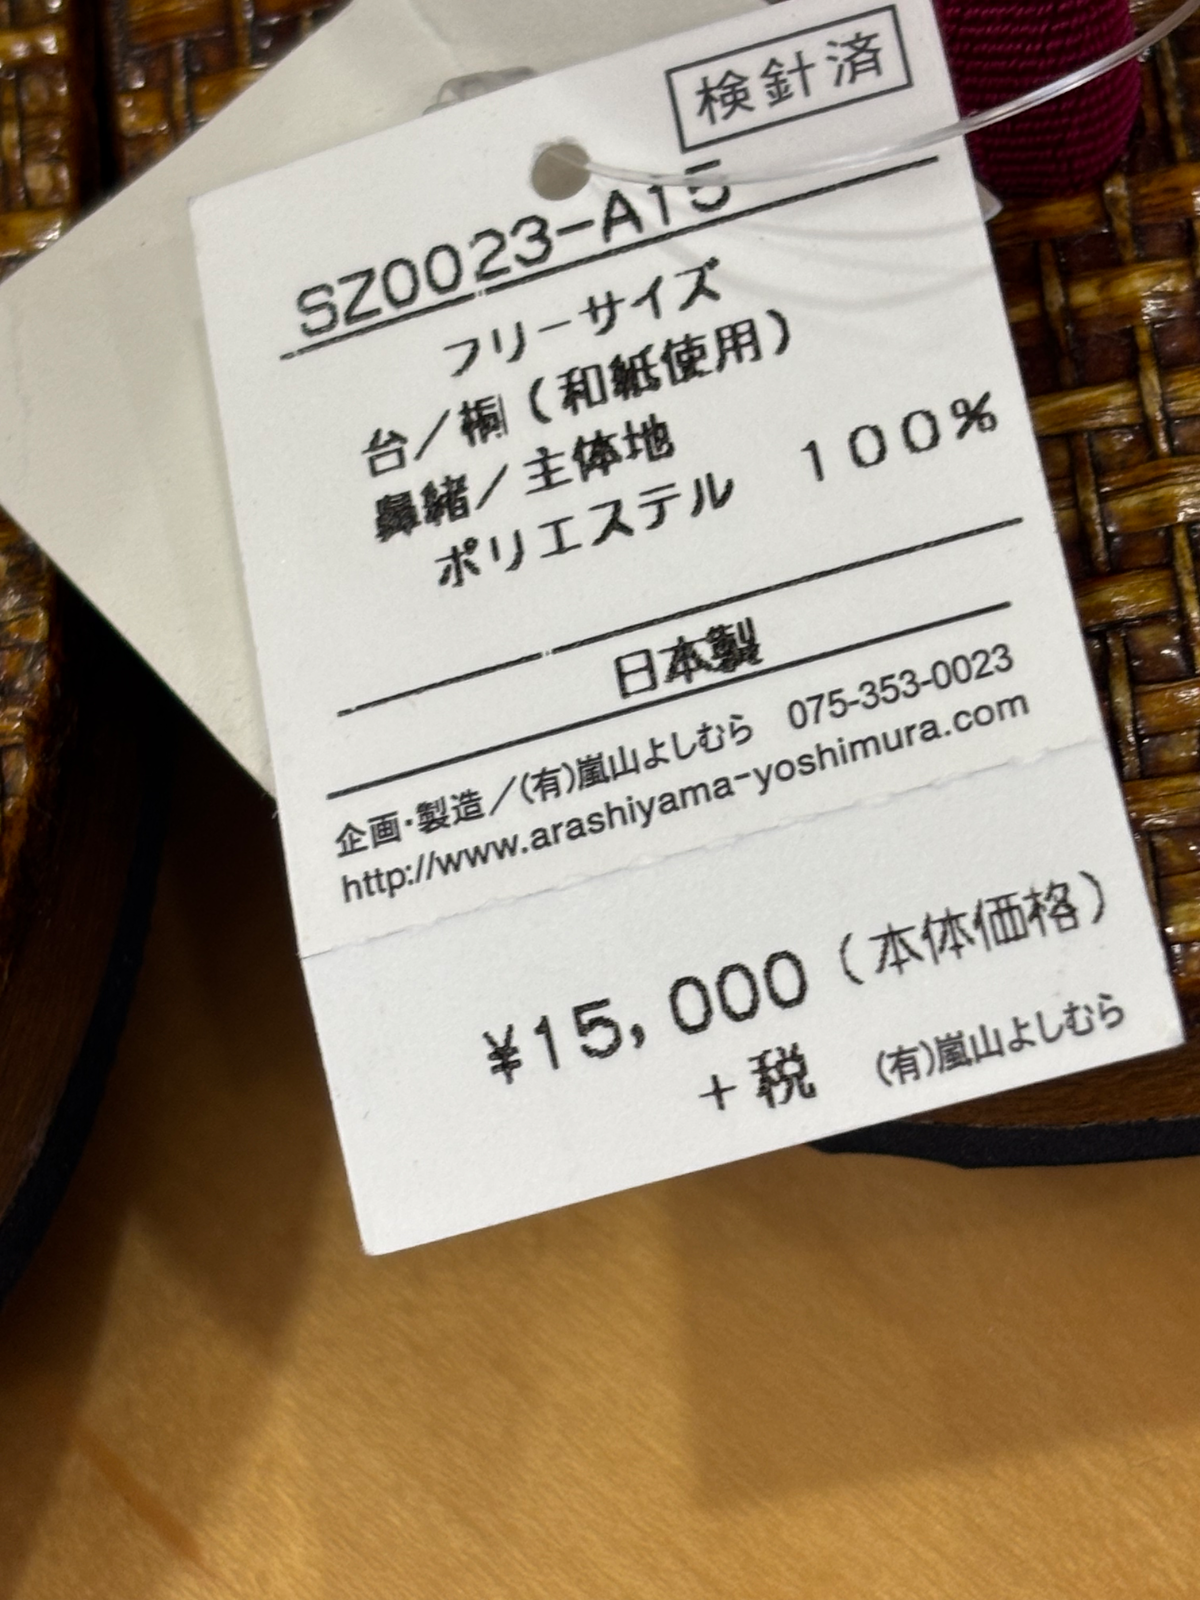 検針済
SZ0023-A15
フリーサイズ
台／桐（和紙使用）
鼻緒／主体地
ポリエステル　100%
日本製
企画・製造／(有)嵐山よしむら　075-353-0023
http://www.arashiyama-yoshimura.com
¥15,000（本体価格）
+税　(有)嵐山よしむら